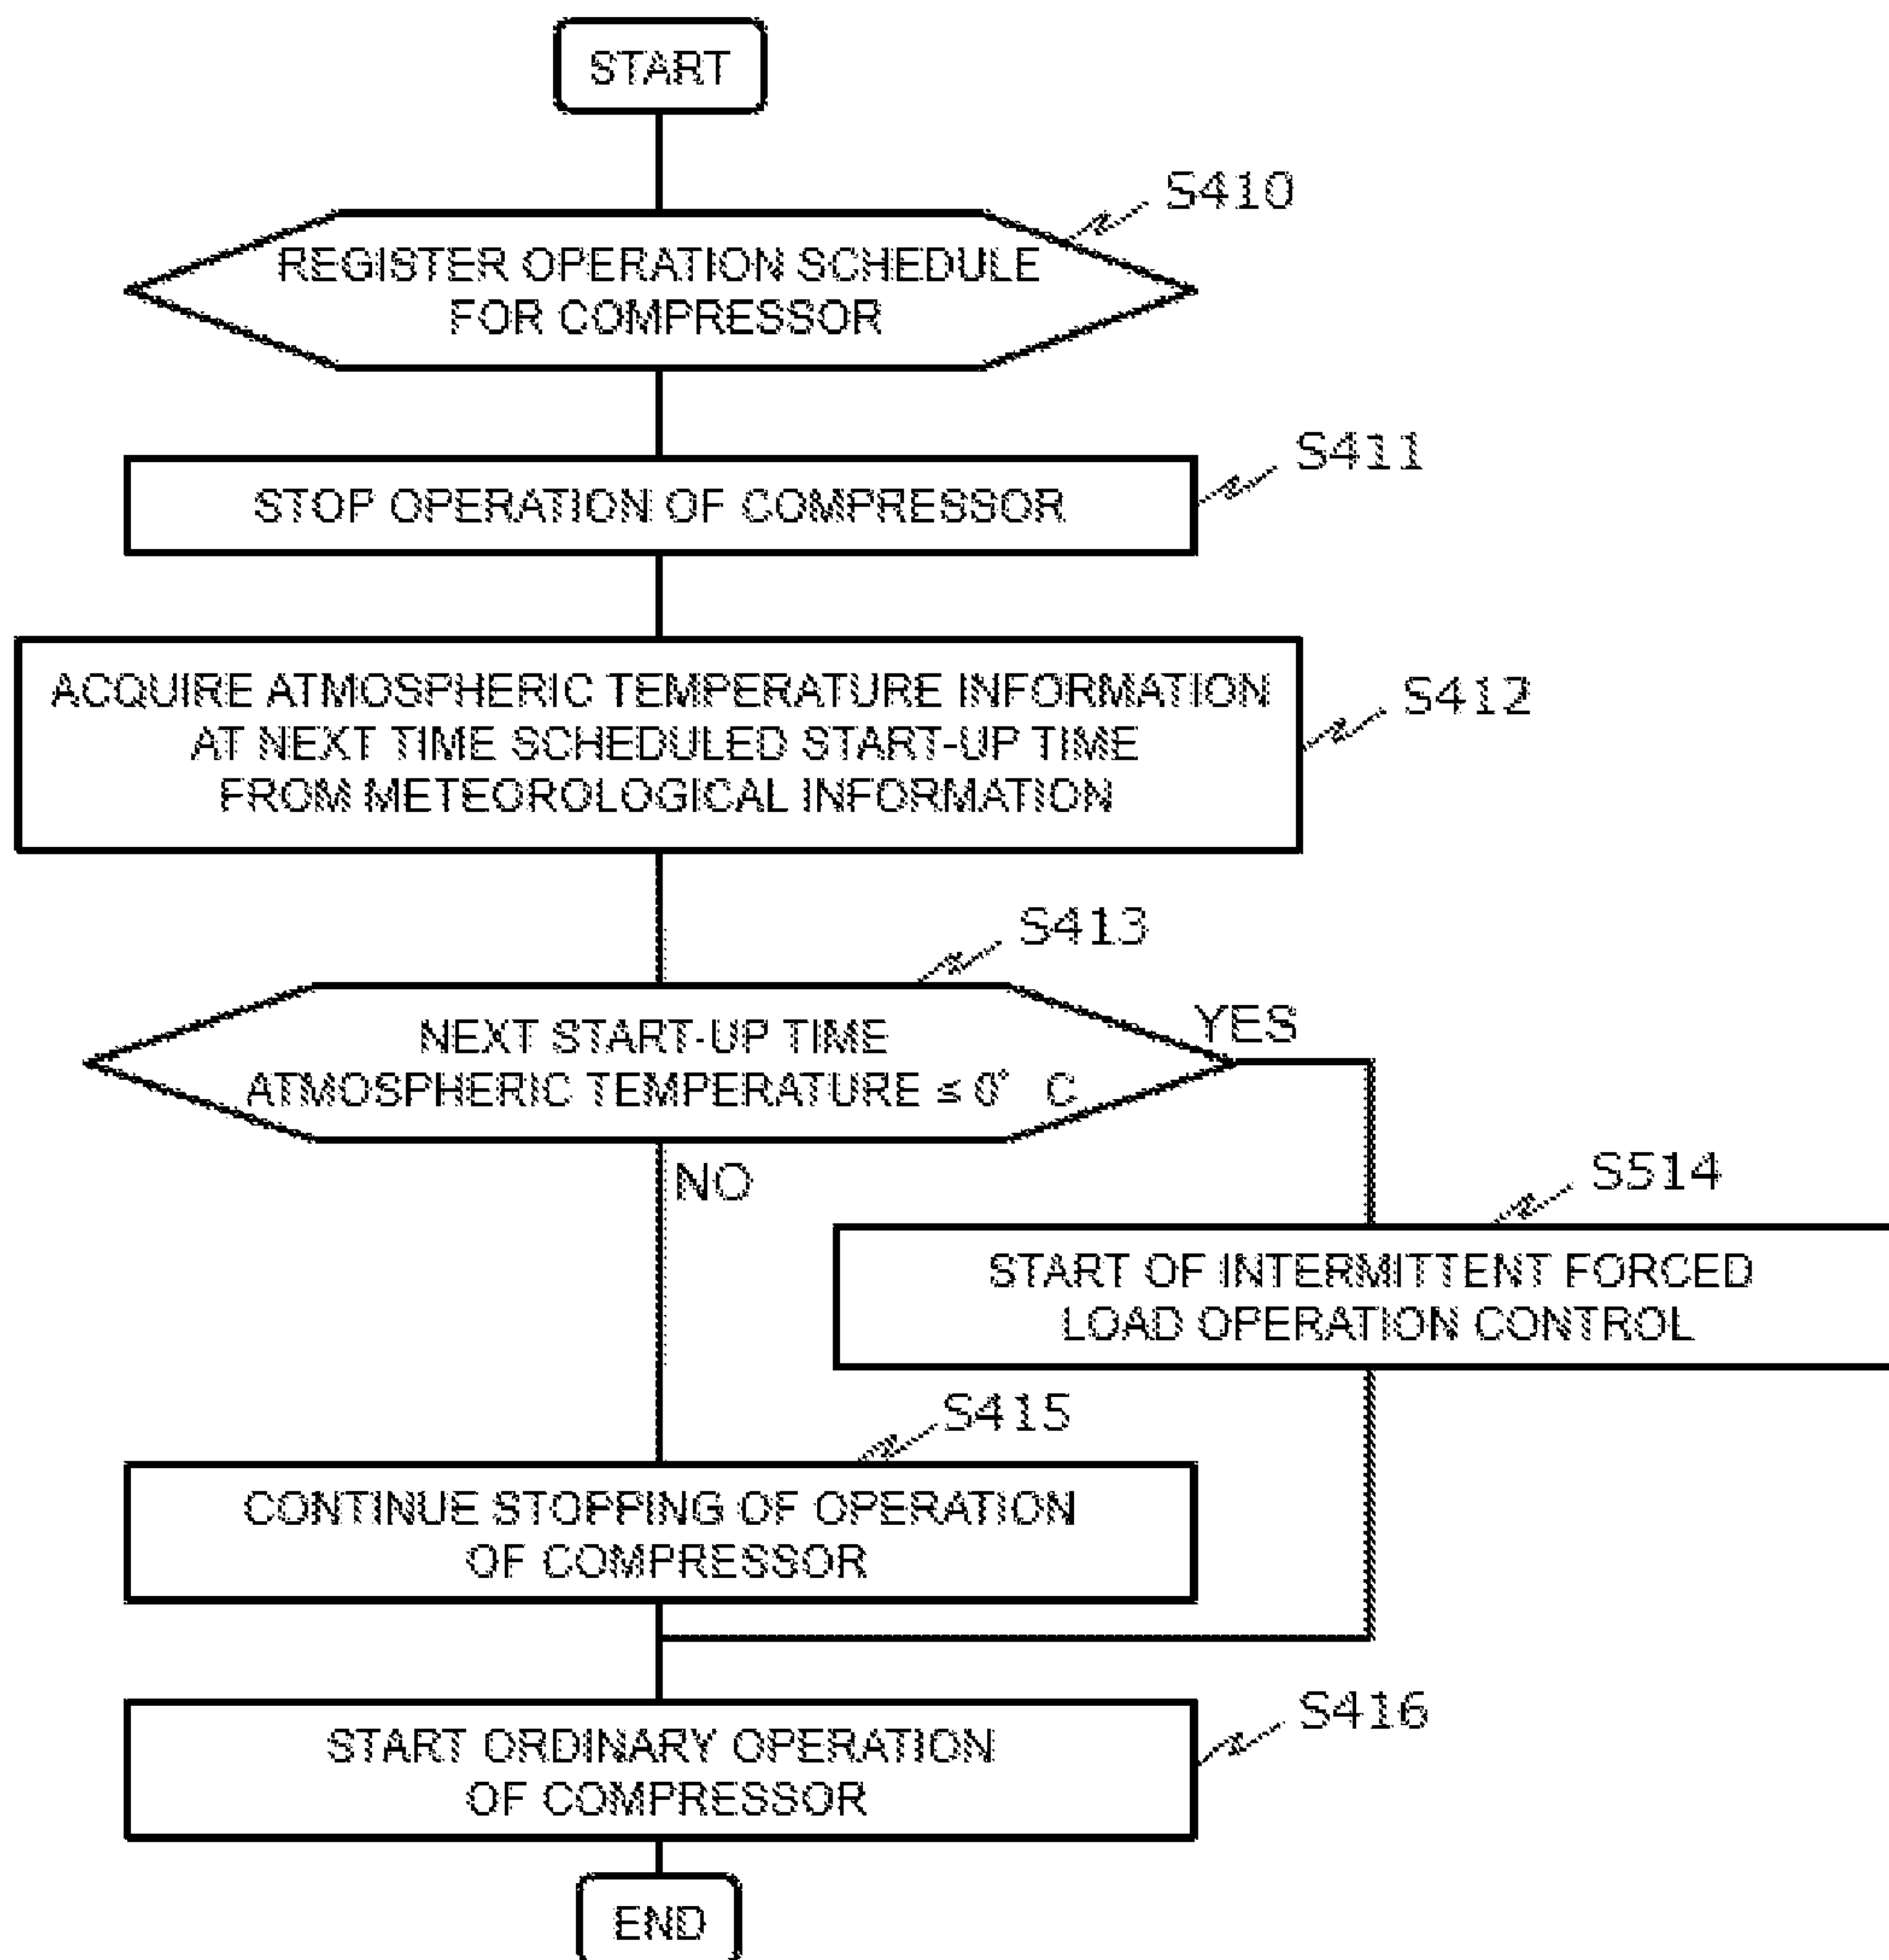 START
S410
REGISTER OPERATION SCHEDULE
FOR COMPRESSOR
S411
STOP OPERATION OF COMPRESSOR
ACQUIRE ATMOSPHERIC TEMPERATURE INFORMATION
AT NEXT TIME SCHEDULED START-UP TIME
FROM METEOROLOGICAL INFORMATION
S412
S413
NEXT START-UP TIME
ATMOSPHERIC TEMPERATURE ≤ 0° C
YES
NO
S514
START OF INTERMITTENT FORCED
LOAD OPERATION CONTROL
S415
CONTINUE STOPPING OF OPERATION
OF COMPRESSOR
S416
START ORDINARY OPERATION
OF COMPRESSOR
END